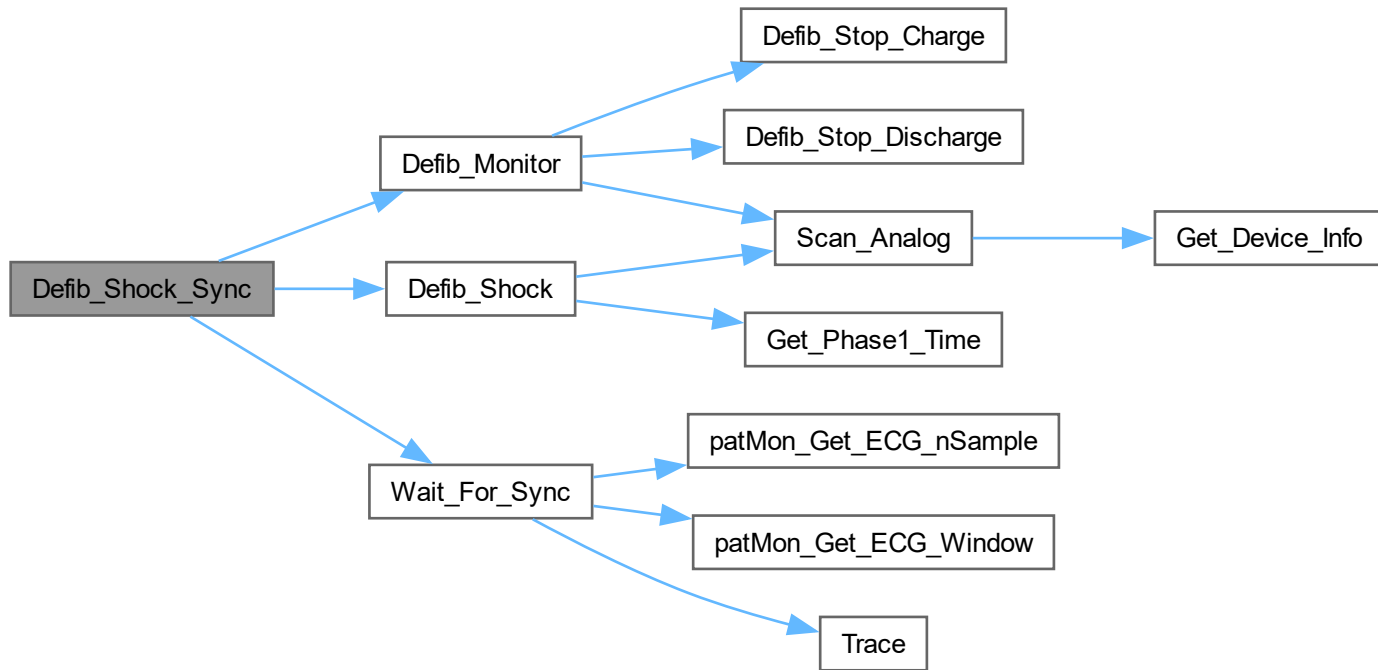 Defib_Stop_Charge
Defib_Stop_Discharge
Defib_Monitor
Scan_Analog
Get_Device_Info
Defib_Shock_Sync
Defib_Shock
Get_Phase1_Time
patMon_Get_ECG_nSample
Wait_For_Sync
patMon_Get_ECG_Window
Trace